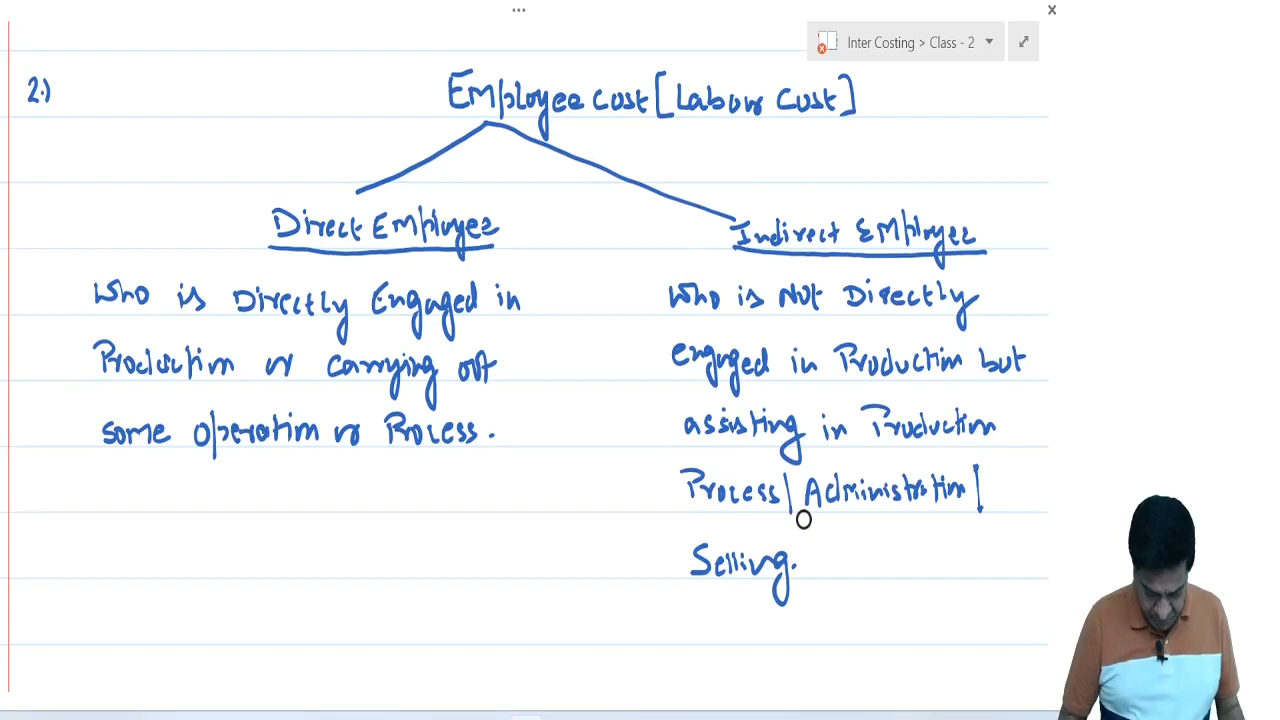 Inter Costing > Class - 2
2.) Employee Cost [Labour Cost]
Direct Employee
Indirect Employee
Who is Directly Engaged in
Production or carrying out
some operation or Process.
Who is Not Directly
engaged in Production but
assisting in Production
Process | Administration |
Selling.